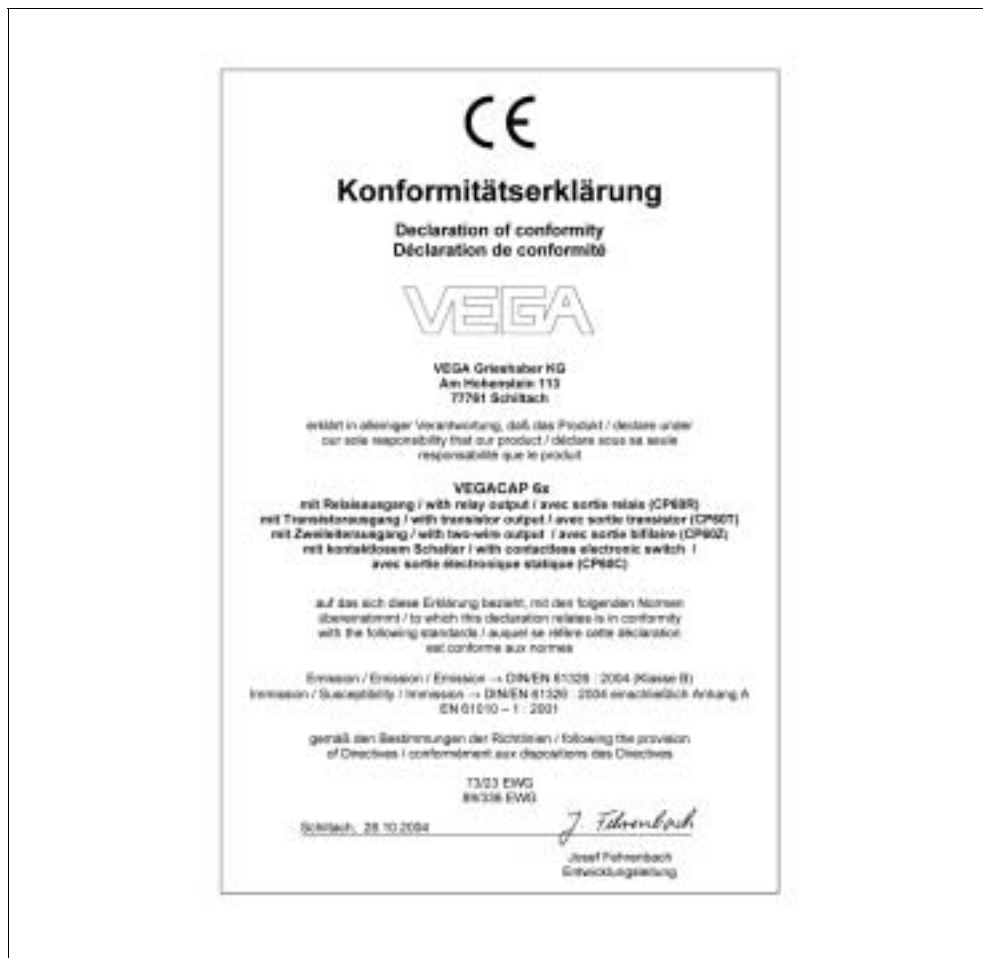 CE
Konformitätserklärung
Declaration of conformity
Déclaration de conformité
VEGA
VEGA Grieshaber KG
Am Hohenstein 113
77761 Schiltach
erklärt in alleiniger Verantwortung, daß das Produkt / declare under
our sole responsibility that our product / déclare sous sa seule
responsabilité que le produit
VEGACAP 6x
mit Relaisausgang / with relay output / avec sortie relais (CP60R)
mit Transistorausgang / with transistor output / avec sortie transistor (CP60T)
mit Zweileiterausgang / with two-wire output / avec sortie bifilaire (CP60Z)
mit kontaktlosem Schalter / with contactless electronic switch /
avec sortie électronique statique (CP60C)
auf das sich diese Erklärung bezieht, mit den folgenden Normen
übereinstimmt / to which this declaration relates is in conformity
with the following standards / auquel se réfère cette déclaration
est conforme aux normes
Emission / Emission / Emission → DIN/EN 61326 : 2004 (Klasse B)
Immission / Susceptibility / Immission → DIN/EN 61326 : 2004 einschließlich Anhang A
EN 61010 – 1 : 2001
gemäß den Bestimmungen der Richtlinien / following the provision
of Directives / conformément aux dispositions des Directives
73/23 EWG
89/336 EWG
Schiltach, 28.10.2004
J. Fehrenbach
Josef Fehrenbach
Entwicklungsleitung